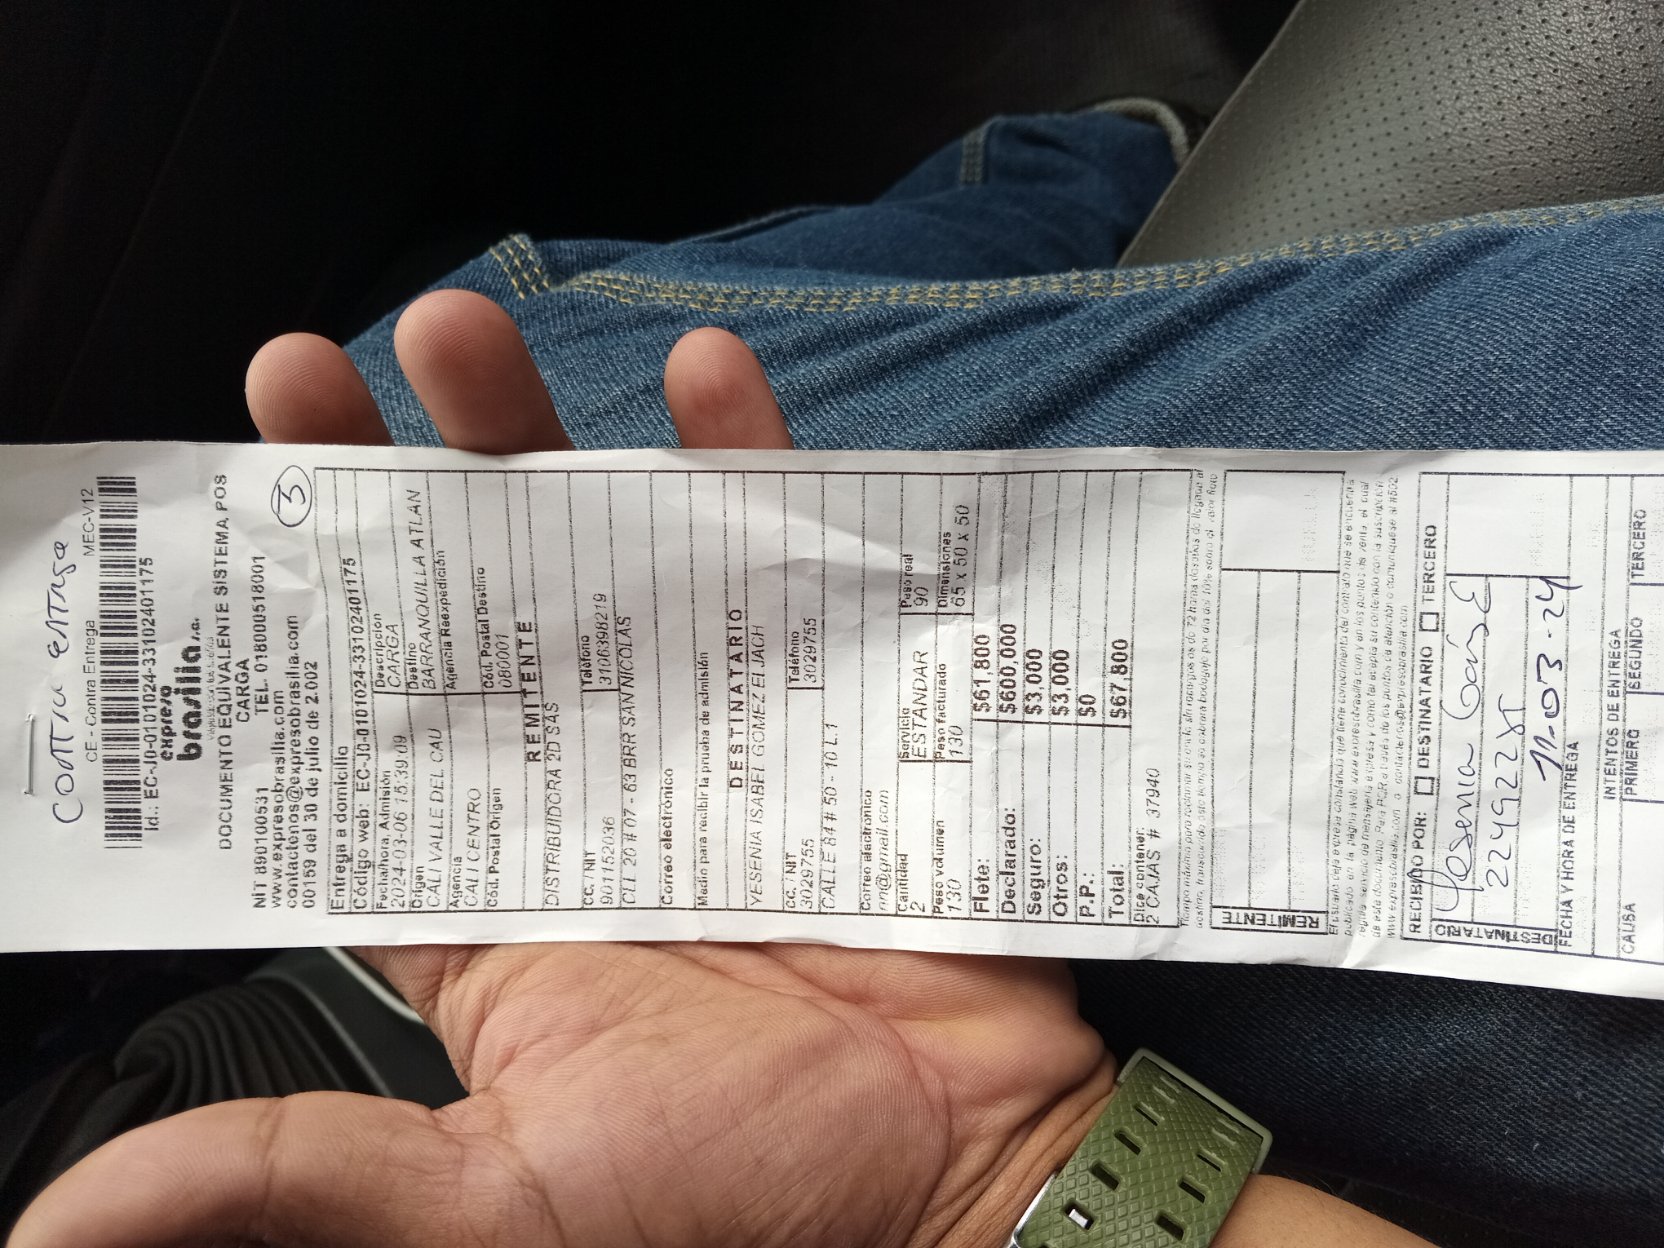 contra entrega
CE - Contra Entrega MEC-V12
Id.: EC-J0-0101024-33102401175
expreso
brasilia s.a.
DOCUMENTO EQUIVALENTE SISTEMA POS
CARGA
NIT 890100531 TEL. 018000518001
www.expresobrasilia.com
contactenos@expresobrasilia.com
00159 del 30 de julio de 2.002
3
Entrega a domicilio
Código web: EC-J0-0101024-33102401175
Fecha/hora. Admisión Descripción
2024-03-06 15:39:09 CARGA
Origen Destino
CALI VALLE DEL CAU BARRANQUILLA ATLAN
Agencia Agencia Reexpedición
CALI CENTRO
Cód. Postal Origen Cód. Postal Destino
080001
REMITENTE
DISTRIBUIDORA 2D SAS
CC. / NIT Teléfono
901152036 3106398219
CLL 20 # 07 - 63 BRR SAN NICOLAS
Correo electrónico
Medio para recibir la prueba de admisión
DESTINATARIO
YESENIA ISABEL GOMEZ ELJACH
CC. / NIT Teléfono
3029755 3029755
CALLE 84 # 50 - 10 L.1
Correo electrónico
nn@gmail.com
Cantidad Servicio Peso real
2 ESTANDAR 90
Peso volumen Peso facturado Dimensiones
130 130 65 x 50 x 50
Flete: $61,800
Declarado: $600,000
Seguro: $3,000
Otros: $3,000
P.P.: $0
Total: $67,800
Dice contener:
2 CAJAS # 37940
REMITENTE
RECIBIDO POR: DESTINATARIO TERCERO
DESTINATARIO
Yesenia
11-03-24
FECHA Y HORA DE ENTREGA
INTENTOS DE ENTREGA
CAUSA PRIMERO SEGUNDO TERCERO